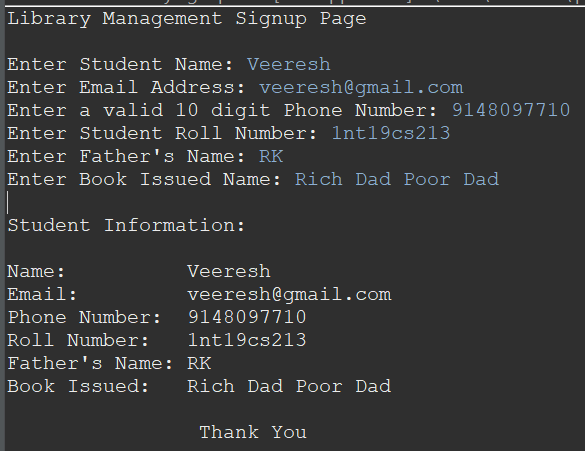 Library Management Signup Page
Enter Student Name: Veeresh
Enter Email Address: veeresh@gmail.com
Enter a valid 10 digit Phone Number: 9148097710
Enter Student Roll Number: 1nt19cs213
Enter Father's Name: RK
Enter Book Issued Name: Rich Dad Poor Dad
Student Information:
Name: Veeresh
Email: veeresh@gmail.com
Phone Number: 9148097710
Roll Number: 1nt19cs213
Father's Name: RK
Book Issued: Rich Dad Poor Dad
Thank You